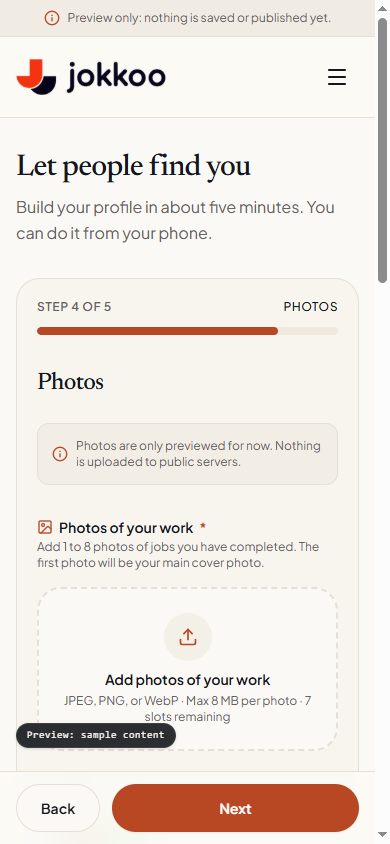 Preview only: nothing is saved or published yet.
jokkoo
Let people find you
Build your profile in about five minutes. You
can do it from your phone.
STEP 4 OF 5
PHOTOS
Photos
Photos are only previewed for now. Nothing
is uploaded to public servers.
Photos of your work *
Add 1 to 8 photos of jobs you have completed. The
first photo will be your main cover photo.
Add photos of your work
JPEG, PNG, or WebP · Max 8 MB per photo · 7
slots remaining
Preview: sample content
Back
Next